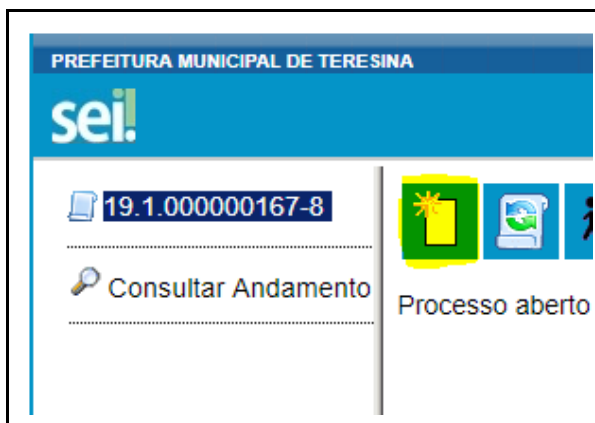 PREFEITURA MUNICIPAL DE TERESINA
sei!
19.1.000000167-8
Consultar Andamento
Processo aberto